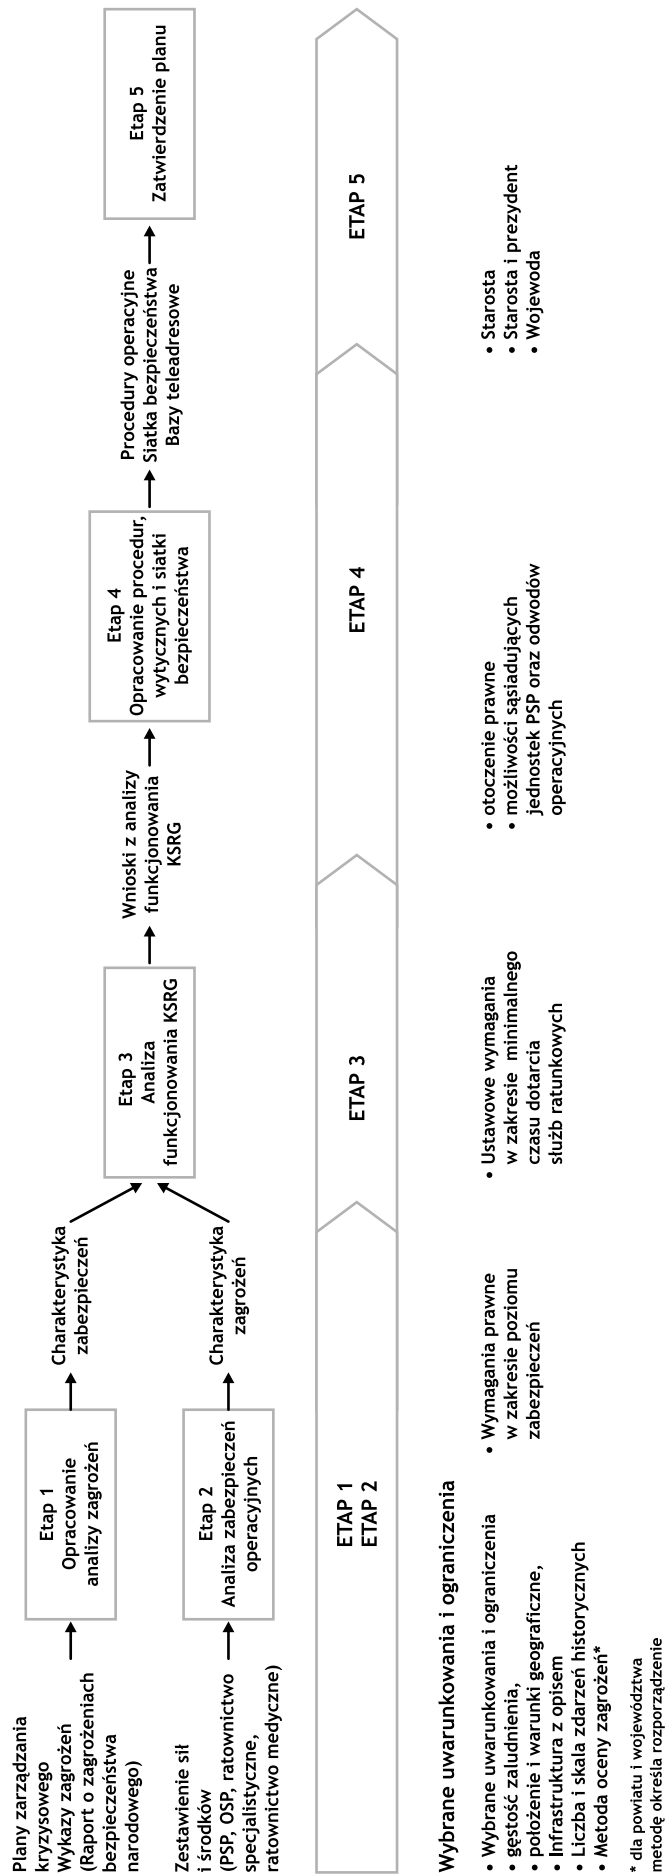 Plany zarządzania
kryzysowego
Wykazy zagrożeń
(Raport o zagrożeniach
bezpieczeństwa
narodowego)
Etap 1
Opracowanie
analizy zagrożeń
Charakterystyka
zabezpieczeń
Zestawienie sił
i środków
(PSP, OSP, ratownictwo
specjalistyczne,
ratownictwo medyczne)
Etap 2
Analiza zabezpieczeń
operacyjnych
Charakterystyka
zagrożeń
Etap 3
Analiza
funkcjonowania KSRG
Wnioski z analizy
funkcjonowania
KSRG
Etap 4
Opracowanie procedur,
wytycznych i siatki
bezpieczeństwa
Procedury operacyjne
Siatka bezpieczeństwa
Bazy teleadresowe
Etap 5
Zatwierdzenie planu
ETAP 1
ETAP 2
ETAP 3
ETAP 4
ETAP 5
Wybrane uwarunkowania i ograniczenia
• Wybrane uwarunkowania i ograniczenia
• gęstość zaludnienia,
• położenie i warunki geograficzne,
• Infrastruktura z opisem
• Liczba i skala zdarzeń historycznych
• Metoda oceny zagrożeń*
• Wymagania prawne
w zakresie poziomu
zabezpieczeń
• Ustawowe wymagania
w zakresie minimalnego
czasu dotarcia
służb ratunkowych
• otoczenie prawne
• możliwości sąsiadujących
jednostek PSP oraz odwodów
operacyjnych
• Starosta
• Starosta i prezydent
• Wojewoda
* dla powiatu i województwa
metodę określa rozporządzenie